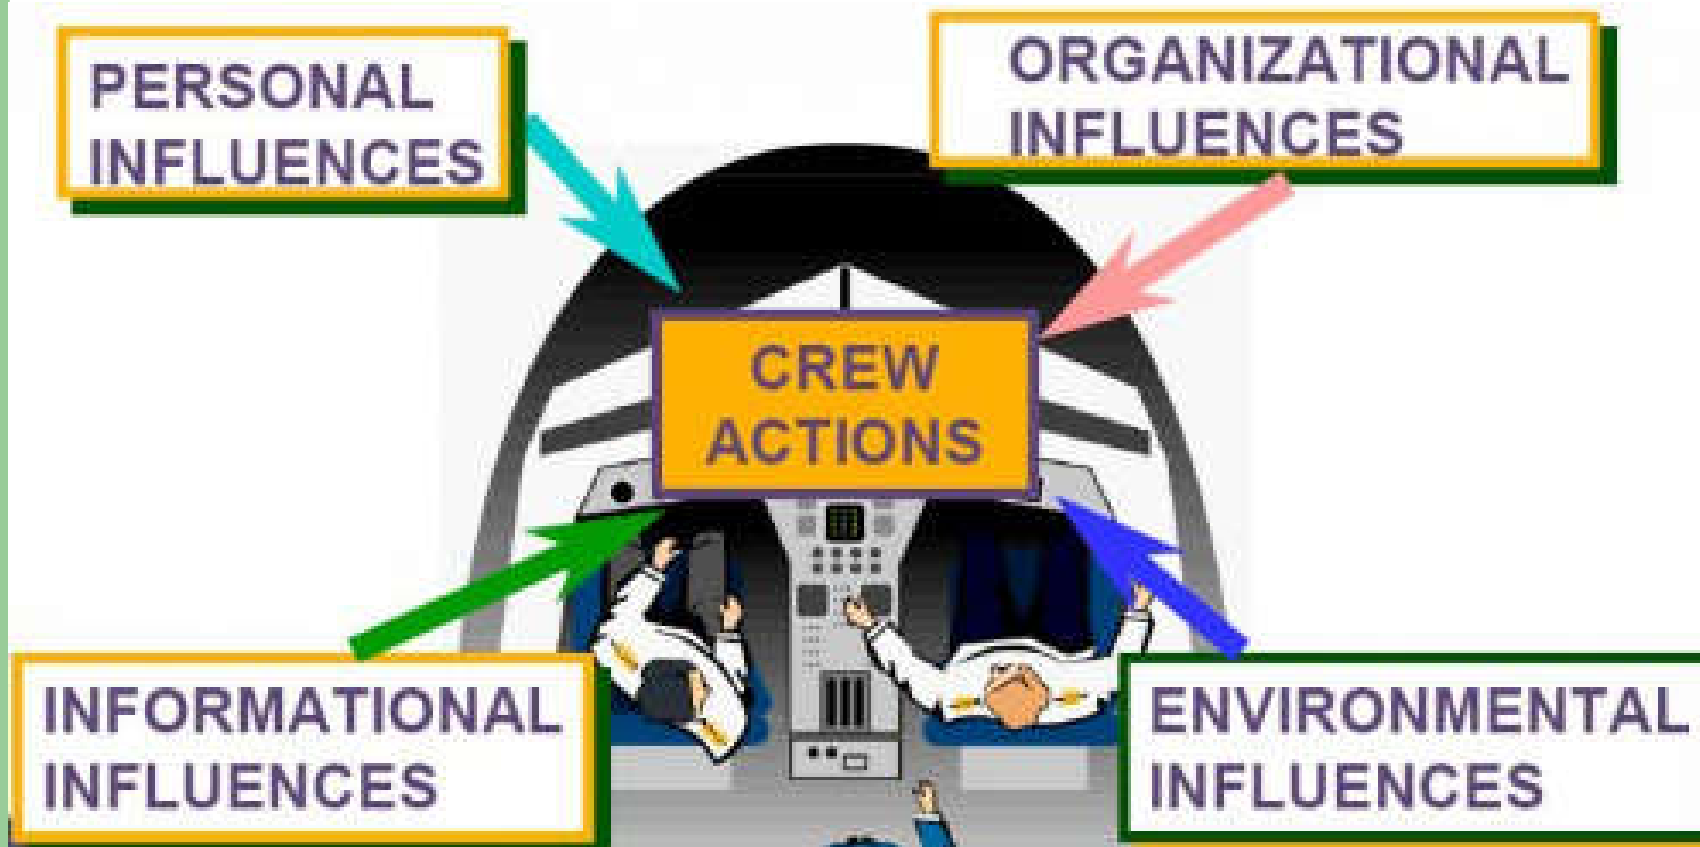 PERSONAL
INFLUENCES
ORGANIZATIONAL
INFLUENCES
CREW
ACTIONS
INFORMATIONAL
INFLUENCES
ENVIRONMENTAL
INFLUENCES